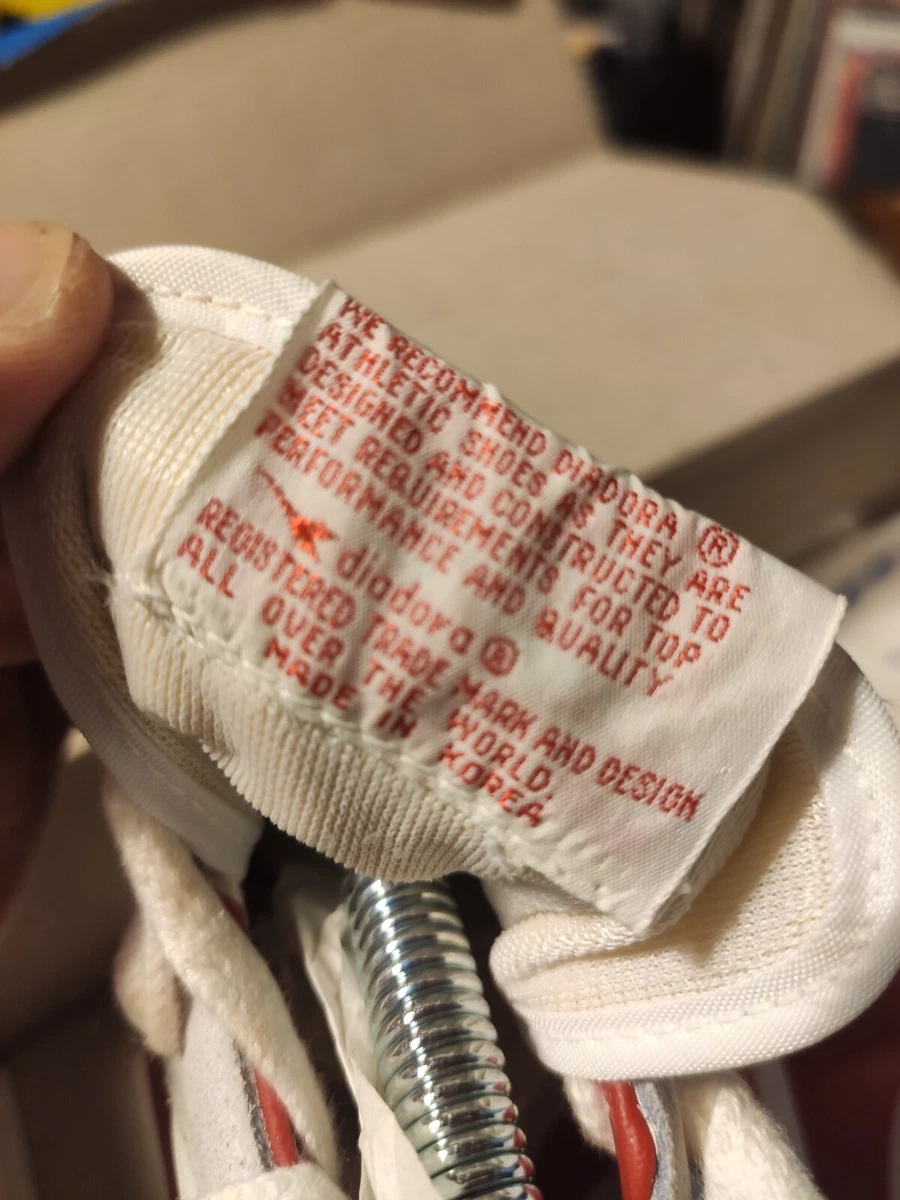 WE RECOMMEND DIADORA ®
ATHLETIC SHOES AS THEY ARE
DESIGNED AND CONSTRUCTED TO
MEET REQUIREMENTS FOR TOP
PERFORMANCE AND QUALITY
diadora ®
REGISTERED TRADE MARK AND DESIGN
ALL OVER THE WORLD.
MADE IN KOREA